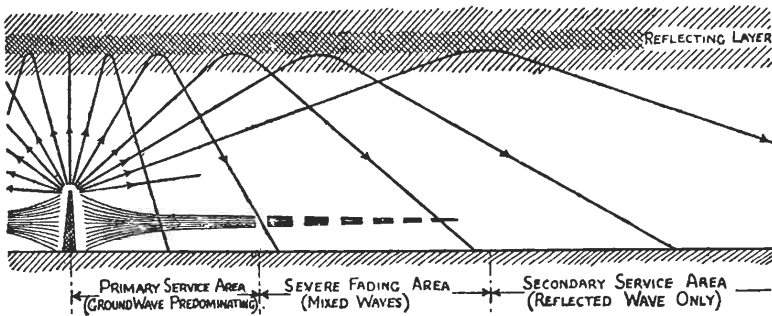 REFLECTING LAYER
PRIMARY SERVICE AREA
(GROUND WAVE PREDOMINATING)
SEVERE FADING AREA
(MIXED WAVES)
SECONDARY SERVICE AREA
(REFLECTED WAVE ONLY)